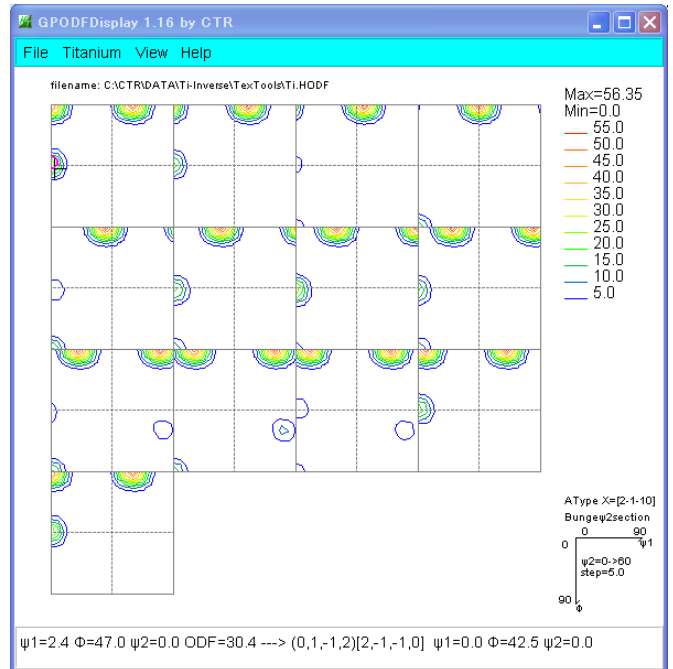 GPODFDisplay 1.16 by CTR
File Titanium View Help
filename: C:\CTR\DATA\Ti-Inverse\TexTools\Ti.HODF
Max=56.35
Min=0.0
55.0
50.0
45.0
40.0
35.0
30.0
25.0
20.0
15.0
10.0
5.0
AType X=[2-1-10]
Bungeψ2section
0 90
0 ψ1
ψ2=0->60
step=5.0
90
Φ
ψ1=2.4 Φ=47.0 ψ2=0.0 ODF=30.4 ---> (0,1,-1,2)[2,-1,-1,0] ψ1=0.0 Φ=42.5 ψ2=0.0